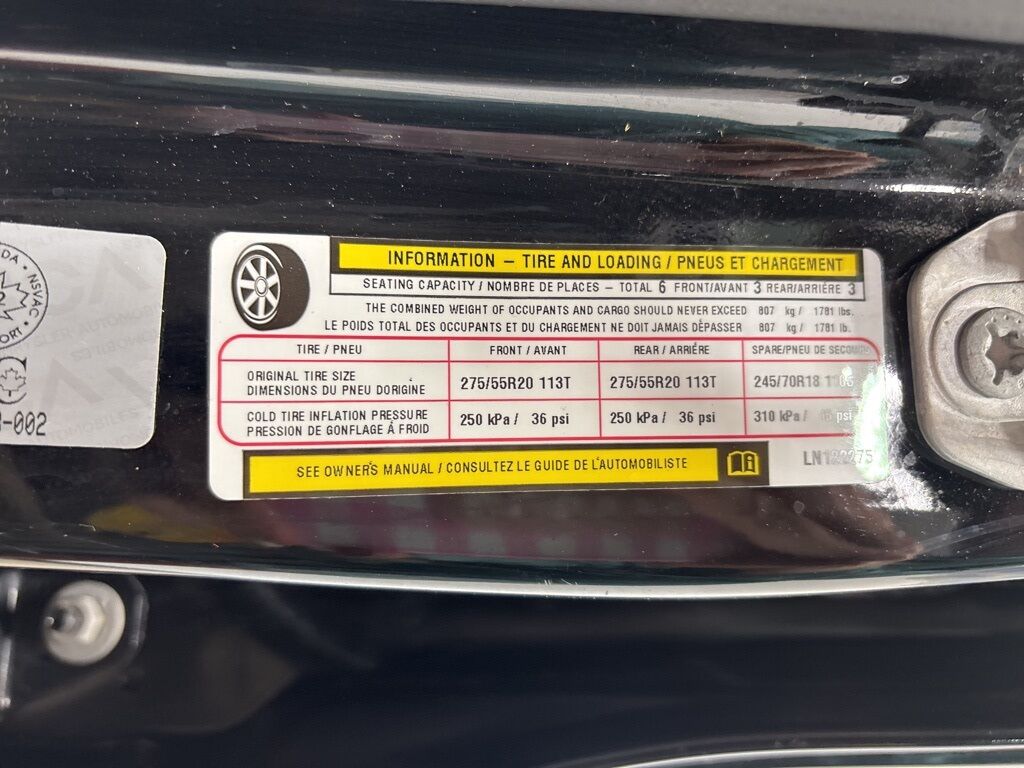 INFORMATION – TIRE AND LOADING / PNEUS ET CHARGEMENT
SEATING CAPACITY / NOMBRE DE PLACES – TOTAL 6 FRONT/AVANT 3 REAR/ARRIÈRE 3
THE COMBINED WEIGHT OF OCCUPANTS AND CARGO SHOULD NEVER EXCEED 807 kg / 1781 lbs.
LE POIDS TOTAL DES OCCUPANTS ET DU CHARGEMENT NE DOIT JAMAIS DÉPASSER 807 kg / 1781 lb.
TIRE / PNEU FRONT / AVANT REAR / ARRIÉRE SPARE/PNEU DE
ORIGINAL TIRE SIZE
DIMENSIONS DU PNEU DORIGINE
275/55R20 113T 275/55R20 113T 245/70R18
COLD TIRE INFLATION PRESSURE
PRESSION DE GONFLAGE Á FROID
250 kPa / 36 psi 250 kPa / 36 psi 310 kPa / psi
SEE OWNERS MANUAL / CONSULTEZ LE GUIDE DE L'AUTOMOBILISTE
NSVAC
-002